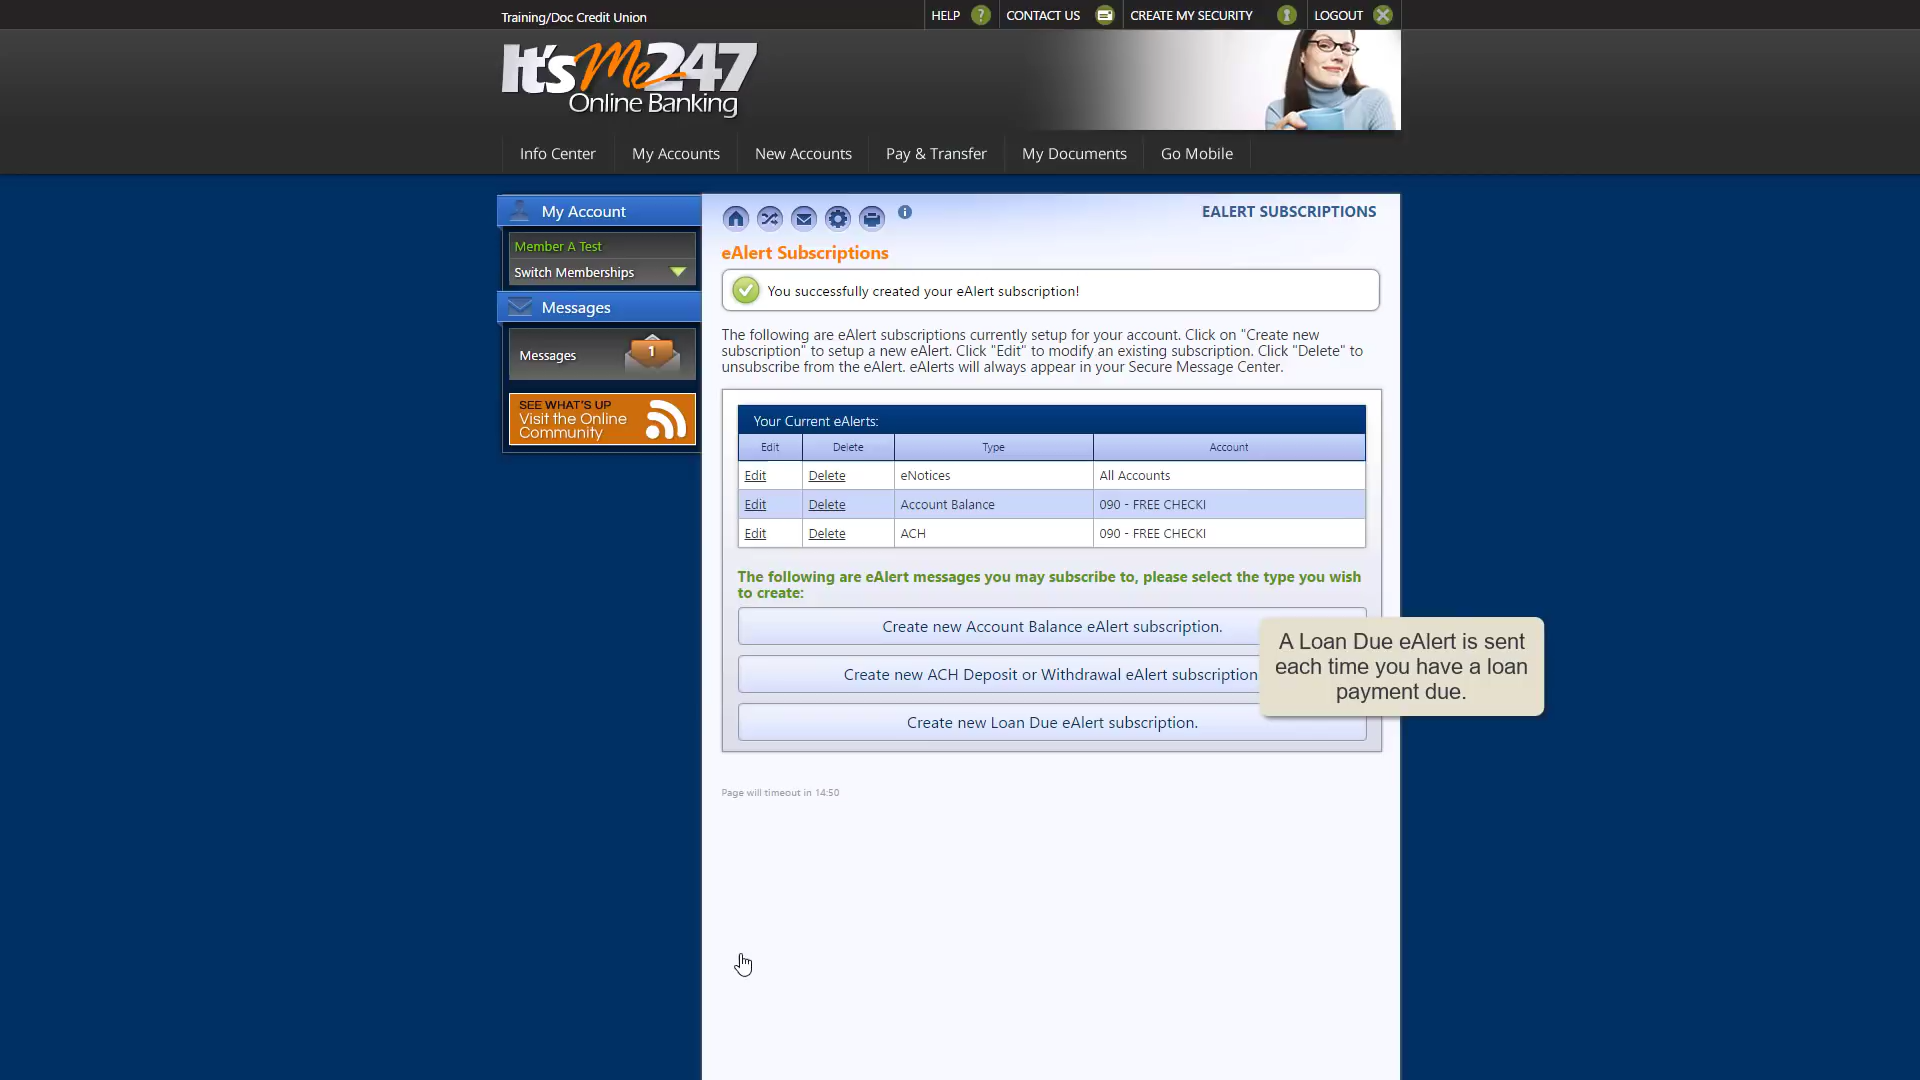 Training/Doc Credit Union
HELP
CONTACT US
CREATE MY SECURITY
LOGOUT
It's Me 247
Online Banking
Info Center
My Accounts
New Accounts
Pay & Transfer
My Documents
Go Mobile
My Account
Member A Test
Switch Memberships
Messages
Messages
1
SEE WHAT'S UP
Visit the Online
Community
EALERT SUBSCRIPTIONS
eAlert Subscriptions
You successfully created your eAlert subscription!
The following are eAlert subscriptions currently setup for your account. Click on "Create new
subscription" to setup a new eAlert. Click "Edit" to modify an existing subscription. Click "Delete" to
unsubscribe from the eAlert. eAlerts will always appear in your Secure Message Center.
Your Current eAlerts:
Edit Delete Type Account
Edit Delete eNotices All Accounts
Edit Delete Account Balance 090 - FREE CHECKI
Edit Delete ACH 090 - FREE CHECKI
The following are eAlert messages you may subscribe to, please select the type you wish
to create:
Create new Account Balance eAlert subscription.
Create new ACH Deposit or Withdrawal eAlert subscription
Create new Loan Due eAlert subscription.
A Loan Due eAlert is sent
each time you have a loan
payment due.
Page will timeout in 14:50